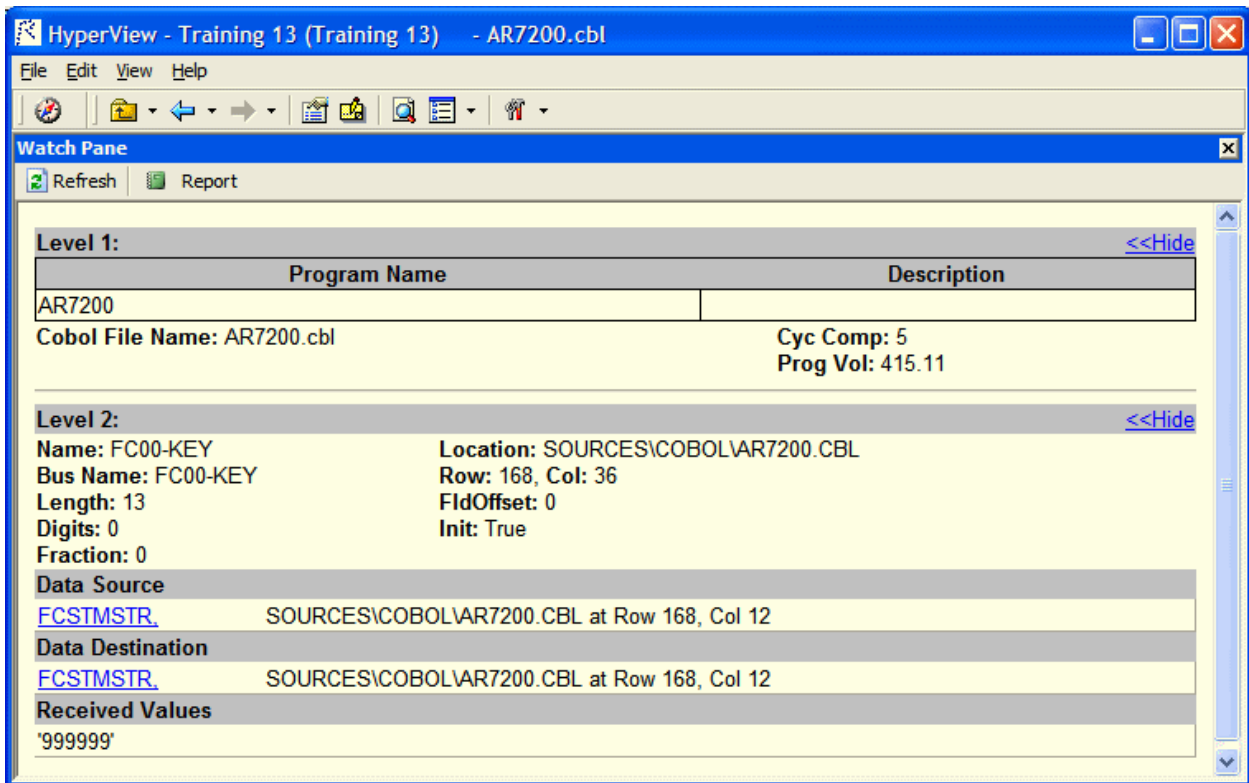 HyperView - Training 13 (Training 13) - AR7200.cbl
File Edit View Help
Watch Pane
Refresh Report
Level 1: <<Hide
Program Name Description
AR7200
Cobol File Name: AR7200.cbl Cyc Comp: 5
Prog Vol: 415.11
Level 2: <<Hide
Name: FC00-KEY Location: SOURCES\COBOL\AR7200.CBL
Bus Name: FC00-KEY Row: 168, Col: 36
Length: 13 FldOffset: 0
Digits: 0 Init: True
Fraction: 0
Data Source
FCSTMSTR, SOURCES\COBOL\AR7200.CBL at Row 168, Col 12
Data Destination
FCSTMSTR, SOURCES\COBOL\AR7200.CBL at Row 168, Col 12
Received Values
'999999'